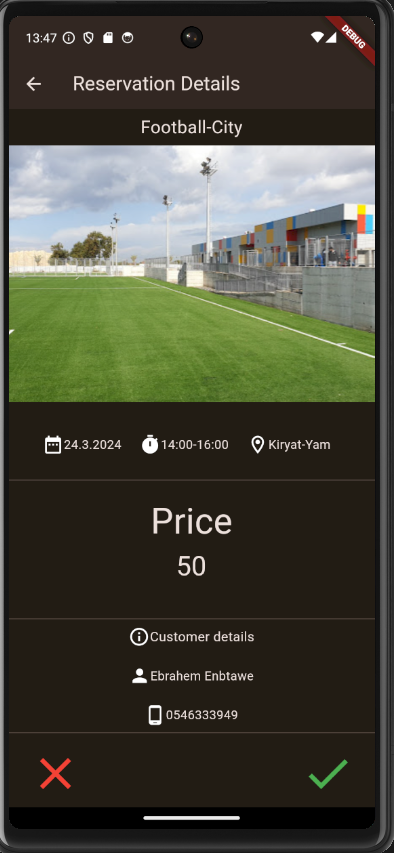 13:47
DEBUG
Reservation Details
Football-City
24.3.2024 14:00-16:00 Kiryat-Yam
Price
50
Customer details
Ebrahem Enbtawe
0546333949